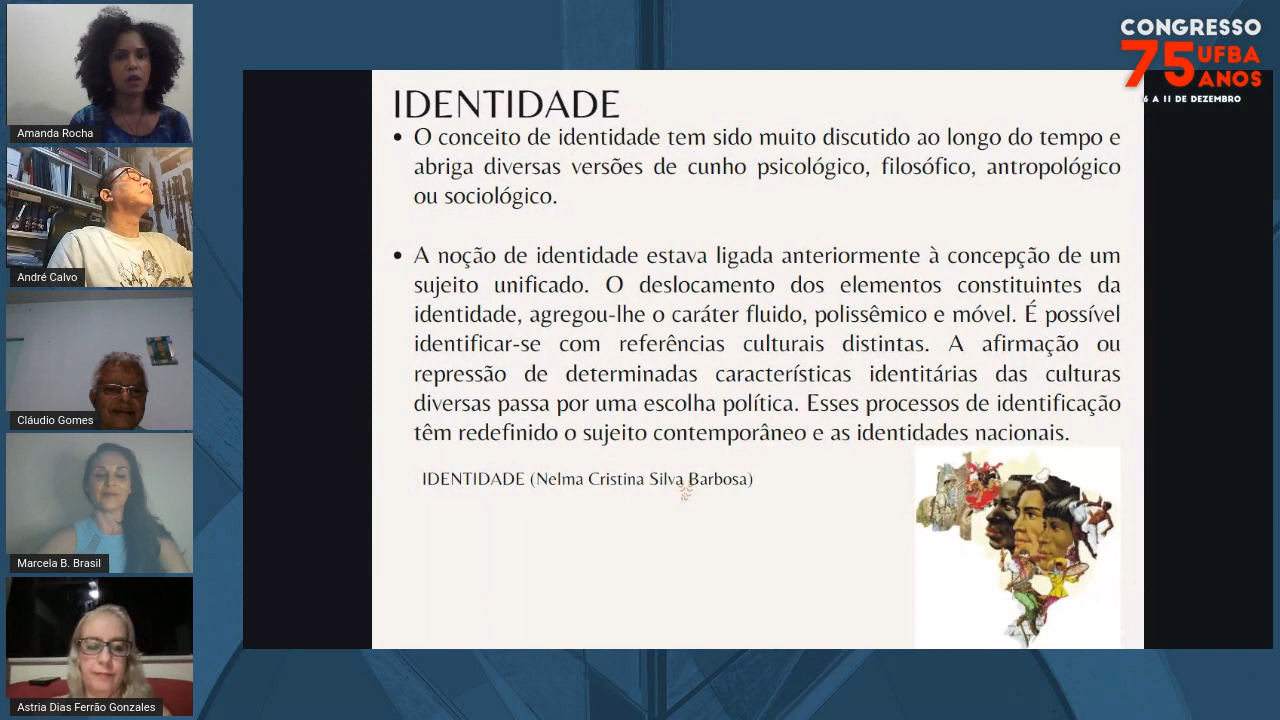 Amanda Rocha
André Calvo
Cláudio Gomes
Marcela B. Brasil
Astria Dias Ferrão Gonzales
CONGRESSO
75 UFBA
ANOS
6 A 11 DE DEZEMBRO
IDENTIDADE
• O conceito de identidade tem sido muito discutido ao longo do tempo e
abriga diversas versões de cunho psicológico, filosófico, antropológico
ou sociológico.
• A noção de identidade estava ligada anteriormente à concepção de um
sujeito unificado. O deslocamento dos elementos constituintes da
identidade, agregou-lhe o caráter fluido, polissêmico e móvel. É possível
identificar-se com referências culturais distintas. A afirmação ou
repressão de determinadas características identitárias das culturas
diversas passa por uma escolha política. Esses processos de identificação
têm redefinido o sujeito contemporâneo e as identidades nacionais.
IDENTIDADE (Nelma Cristina Silva Barbosa)